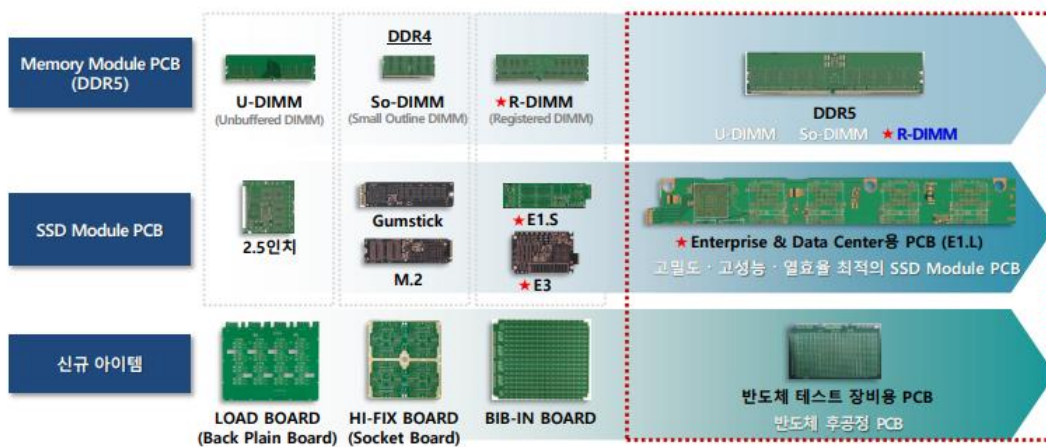 Memory Module PCB
(DDR5)
DDR4
U-DIMM
(Unbuffered DIMM)
So-DIMM
(Small Outline DIMM)
★R-DIMM
(Registered DIMM)
DDR5
U-DIMM So-DIMM ★R-DIMM
SSD Module PCB
2.5인치
Gumstick
M.2
★E1.S
★E3
★Enterprise & Data Center용 PCB (E1.L)
고밀도 · 고성능 · 열효율 최적의 SSD Module PCB
신규 아이템
LOAD BOARD
(Back Plain Board)
HI-FIX BOARD
(Socket Board)
BIB-IN BOARD
반도체 테스트 장비용 PCB
반도체 후공정 PCB